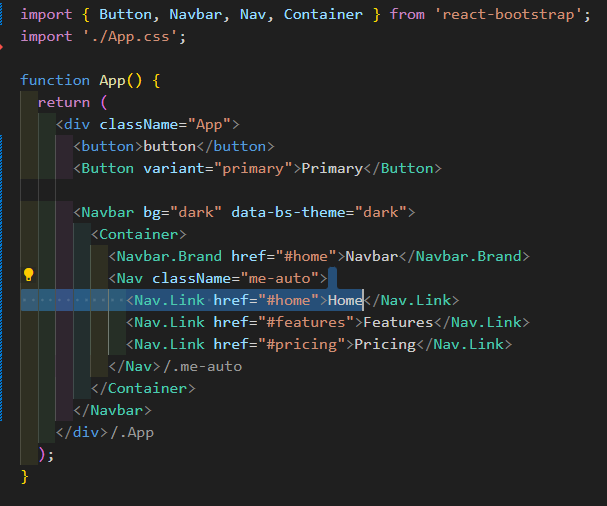 import { Button, Navbar, Nav, Container } from 'react-bootstrap';
import './App.css';
function App() {
return (
<div className="App">
<button>button</button>
<Button variant="primary">Primary</Button>
<Navbar bg="dark" data-bs-theme="dark">
<Container>
<Navbar.Brand href="#home">Navbar</Navbar.Brand>
<Nav className="me-auto">
<Nav.Link href="#home">Home</Nav.Link>
<Nav.Link href="#features">Features</Nav.Link>
<Nav.Link href="#pricing">Pricing</Nav.Link>
</Nav>/.me-auto
</Container>
</Navbar>
</div>/.App
);
}